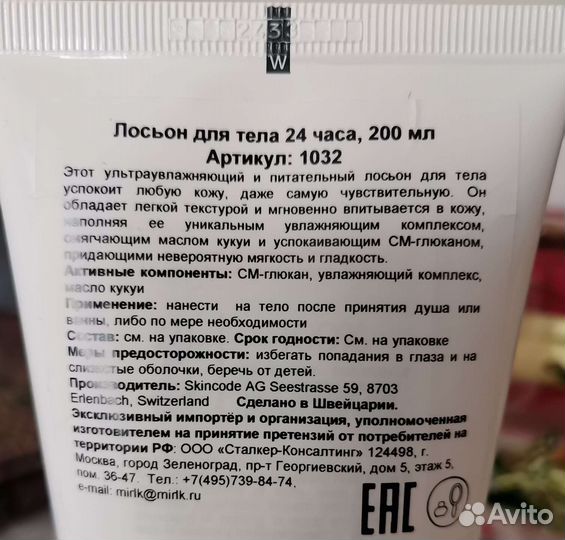 W
Лосьон для тела 24 часа, 200 мл
Артикул: 1032
Этот ультраувлажняющий и питательный лосьон для тела
успокоит любую кожу, даже самую чувствительную. Он
обладает легкой текстурой и мгновенно впитывается в кожу,
наполняя ее уникальным увлажняющим комплексом,
смягчающим маслом кукуи и успокаивающим СМ-глюканом,
придающими невероятную мягкость и гладкость.
Активные компоненты: СМ-глюкан, увлажняющий комплекс,
масло кукуи
Применение: нанести на тело после принятия душа или
ванны, либо по мере необходимости
Состав: см. на упаковке. Срок годности: См. на упаковке
Меры предосторожности: избегать попадания в глаза и на
слизистые оболочки, беречь от детей.
Производитель: Skincode AG Seestrasse 59, 8703
Erlenbach, Switzerland Сделано в Швейцарии.
Эксклюзивный импортёр и организация, уполномоченная
изготовителем на принятие претензий от потребителей на
территории РФ: ООО «Сталкер-Консалтинг» 124498, г.
Москва, город Зеленоград, пр-т Георгиевский, дом 5, этаж 5,
пом. 36-47. Тел.: +7(495)739-84-74.
e-mail: mirlk@mirlk.ru
EAC
Avito